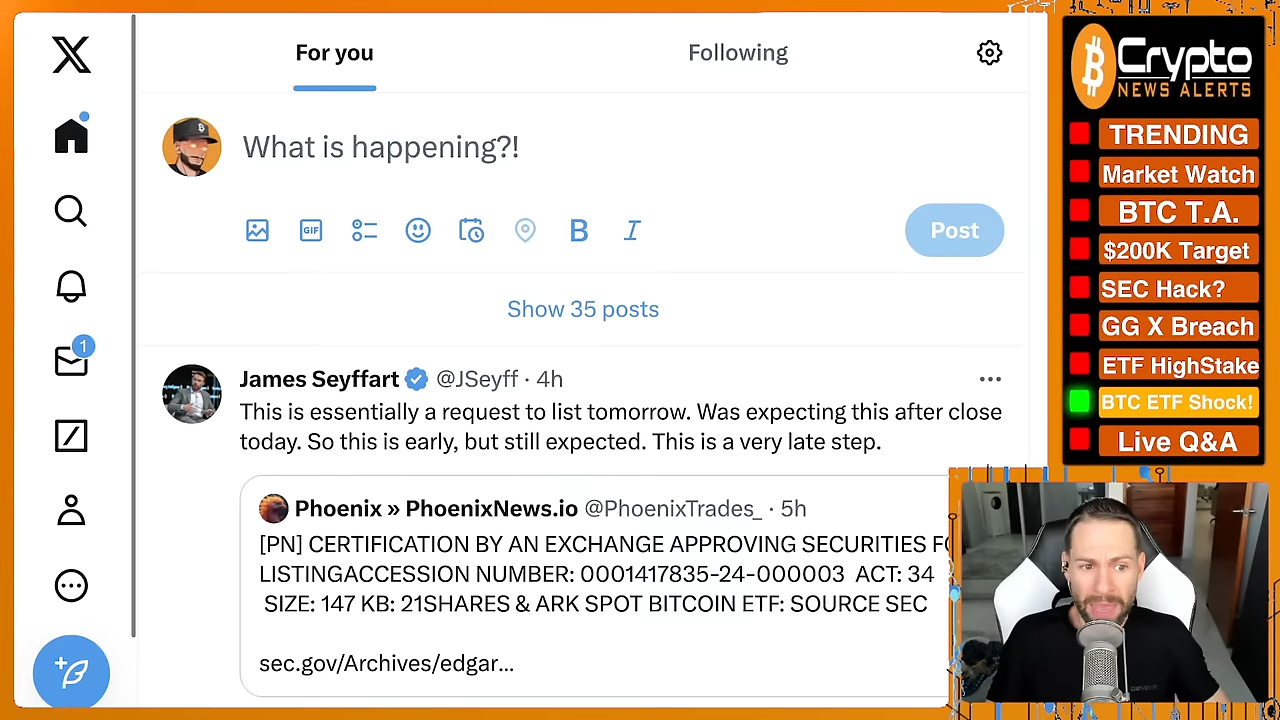 For you
Following
What is happening?!
GIF
B I
Post
Show 35 posts
James Seyffart @JSeyff · 4h
This is essentially a request to list tomorrow. Was expecting this after close
today. So this is early, but still expected. This is a very late step.
Phoenix » PhoenixNews.io @PhoenixTrades_ · 5h
[PN] CERTIFICATION BY AN EXCHANGE APPROVING SECURITIES FO
LISTINGACCESSION NUMBER: 0001417835-24-000003 ACT: 34
SIZE: 147 KB: 21SHARES & ARK SPOT BITCOIN ETF: SOURCE SEC
sec.gov/Archives/edgar...
1
Crypto
NEWS ALERTS
TRENDING
Market Watch
BTC T.A.
$200K Target
SEC Hack?
GG X Breach
ETF HighStake
BTC ETF Shock!
Live Q&A